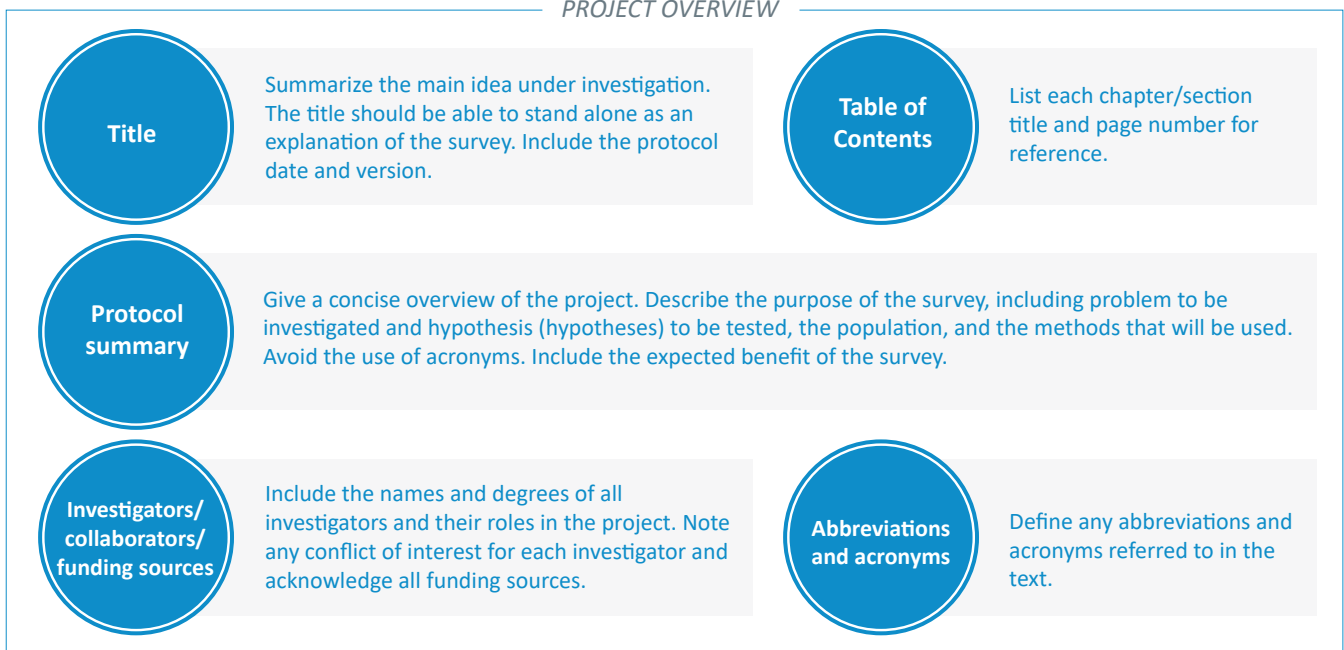 PROJECT OVERVIEW
Title
Summarize the main idea under investigation.
The title should be able to stand alone as an
explanation of the survey. Include the protocol
date and version.
Table of
Contents
List each chapter/section
title and page number for
reference.
Protocol
summary
Give a concise overview of the project. Describe the purpose of the survey, including problem to be
investigated and hypothesis (hypotheses) to be tested, the population, and the methods that will be used.
Avoid the use of acronyms. Include the expected benefit of the survey.
Investigators/
collaborators/
funding sources
Include the names and degrees of all
investigators and their roles in the project. Note
any conflict of interest for each investigator and
acknowledge all funding sources.
Abbreviations
and acronyms
Define any abbreviations and
acronyms referred to in the
text.